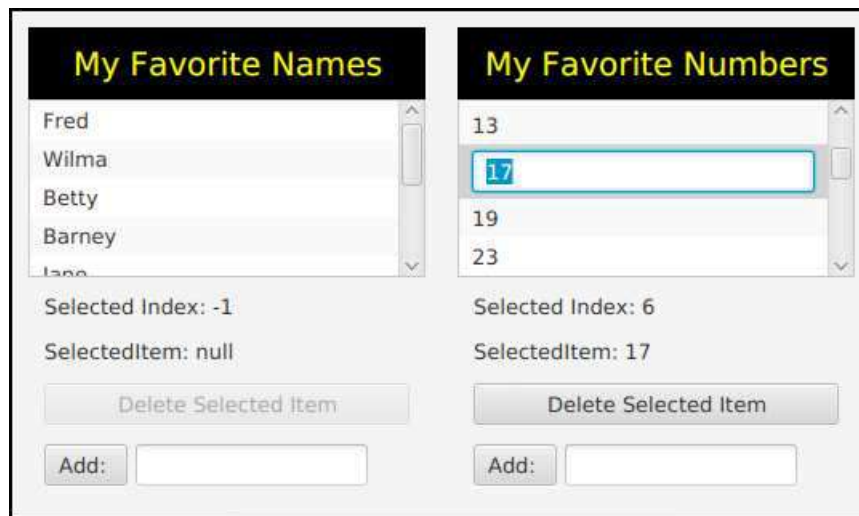 My Favorite Names
Fred
Wilma
Betty
Barney
Jane
Selected Index: -1
SelectedItem: null
Delete Selected Item
Add:
My Favorite Numbers
13
17
19
23
Selected Index: 6
SelectedItem: 17
Delete Selected Item
Add: